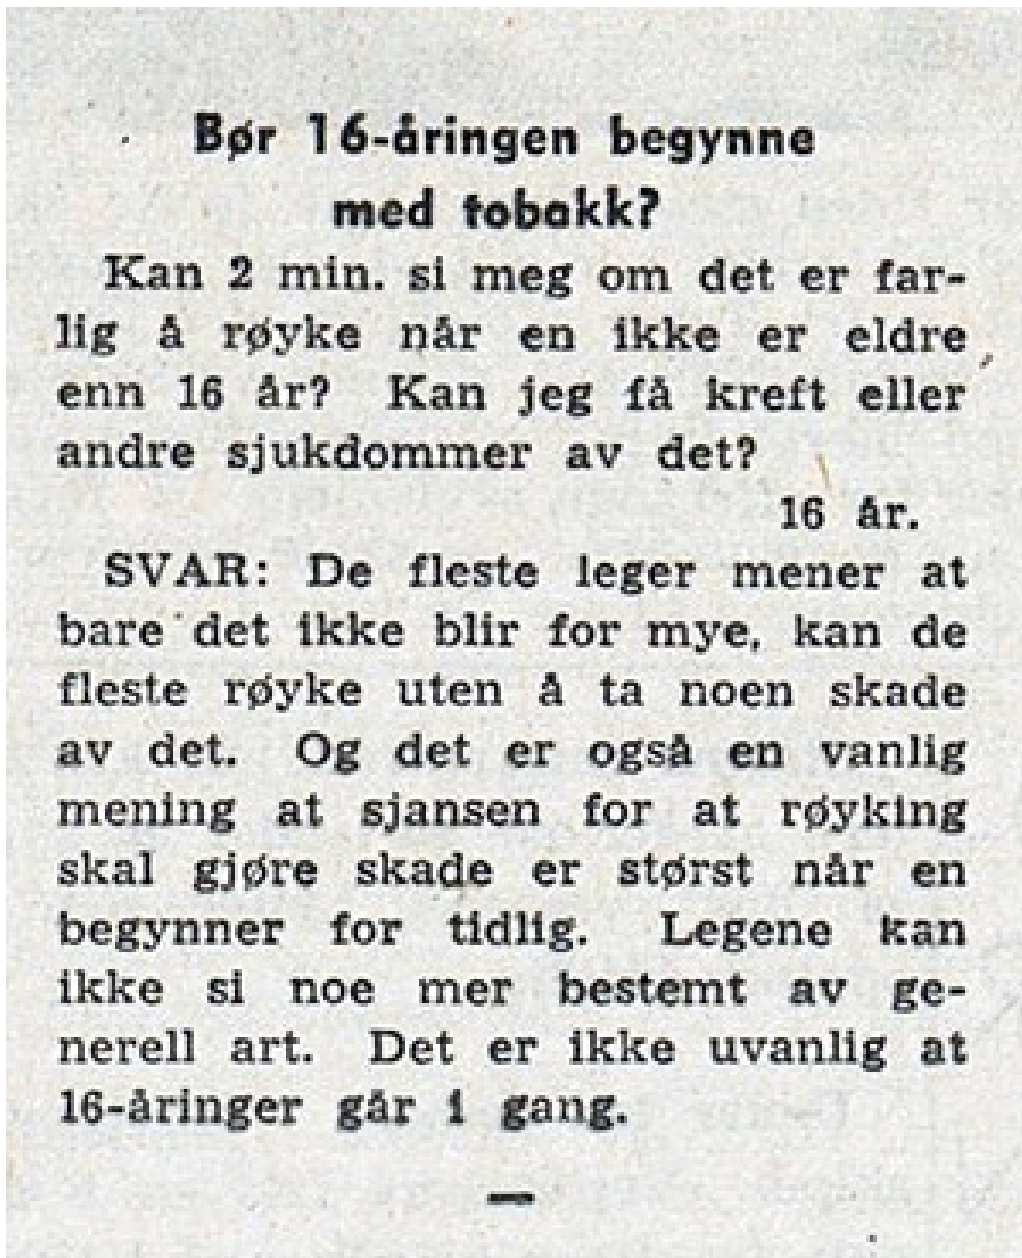 Bør 16-åringen begynne
med tobakk?
Kan 2 min. si meg om det er far-
lig å røyke når en ikke er eldre
enn 16 år? Kan jeg få kreft eller
andre sjukdommer av det?
16 år.
SVAR: De fleste leger mener at
bare det ikke blir for mye, kan de
fleste røyke uten å ta noen skade
av det. Og det er også en vanlig
mening at sjansen for at røyking
skal gjøre skade er størst når en
begynner for tidlig. Legene kan
ikke si noe mer bestemt av ge-
nerell art. Det er ikke uvanlig at
16-åringer går i gang.